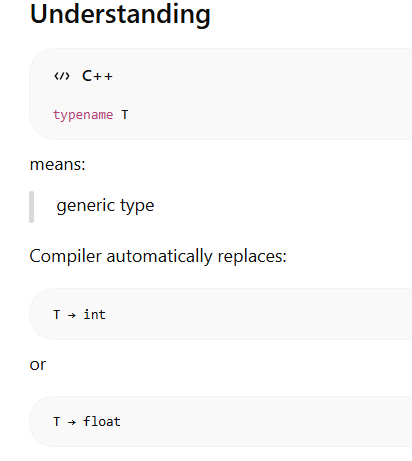 Understanding
</> C++
typename T
means:
generic type
Compiler automatically replaces:
T → int
or
T → float